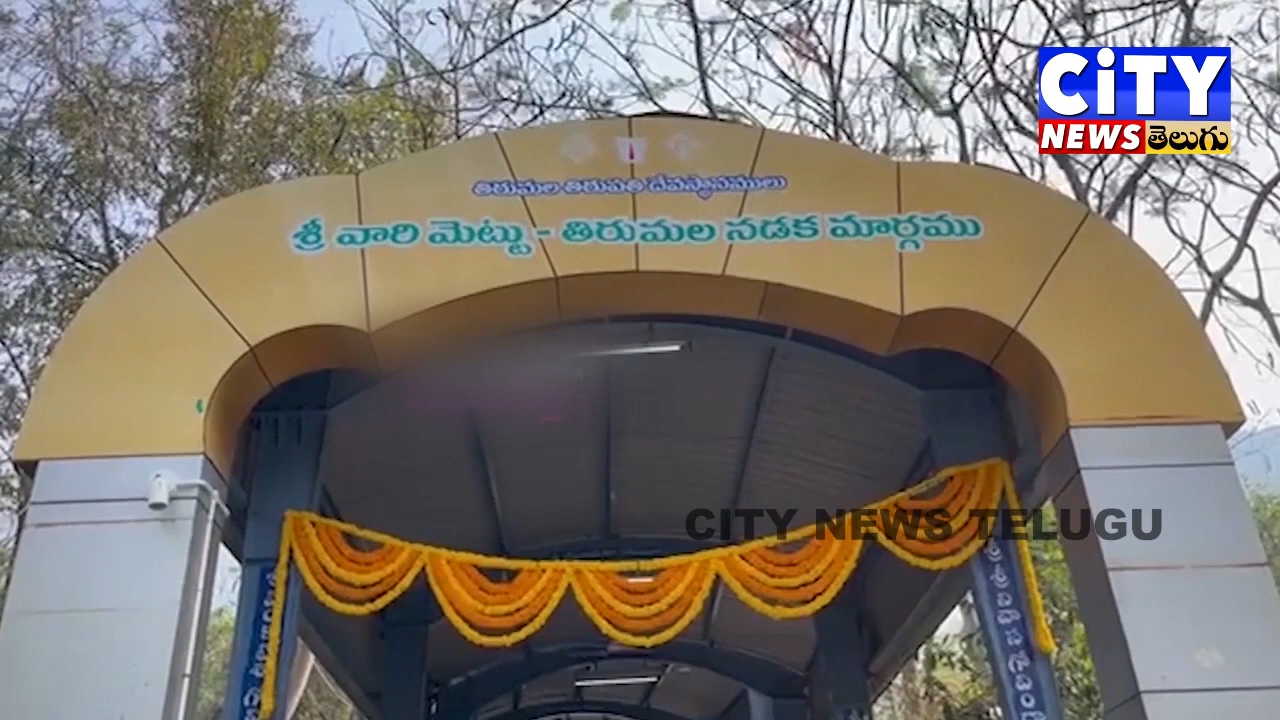 CiTY
NEWS తెలుగు
తిరుమల తిరుపతి దేవస్థానములు
శ్రీ వారి మెట్టు - తిరుమల నడక మార్గము
CITY NEWS TELUGU